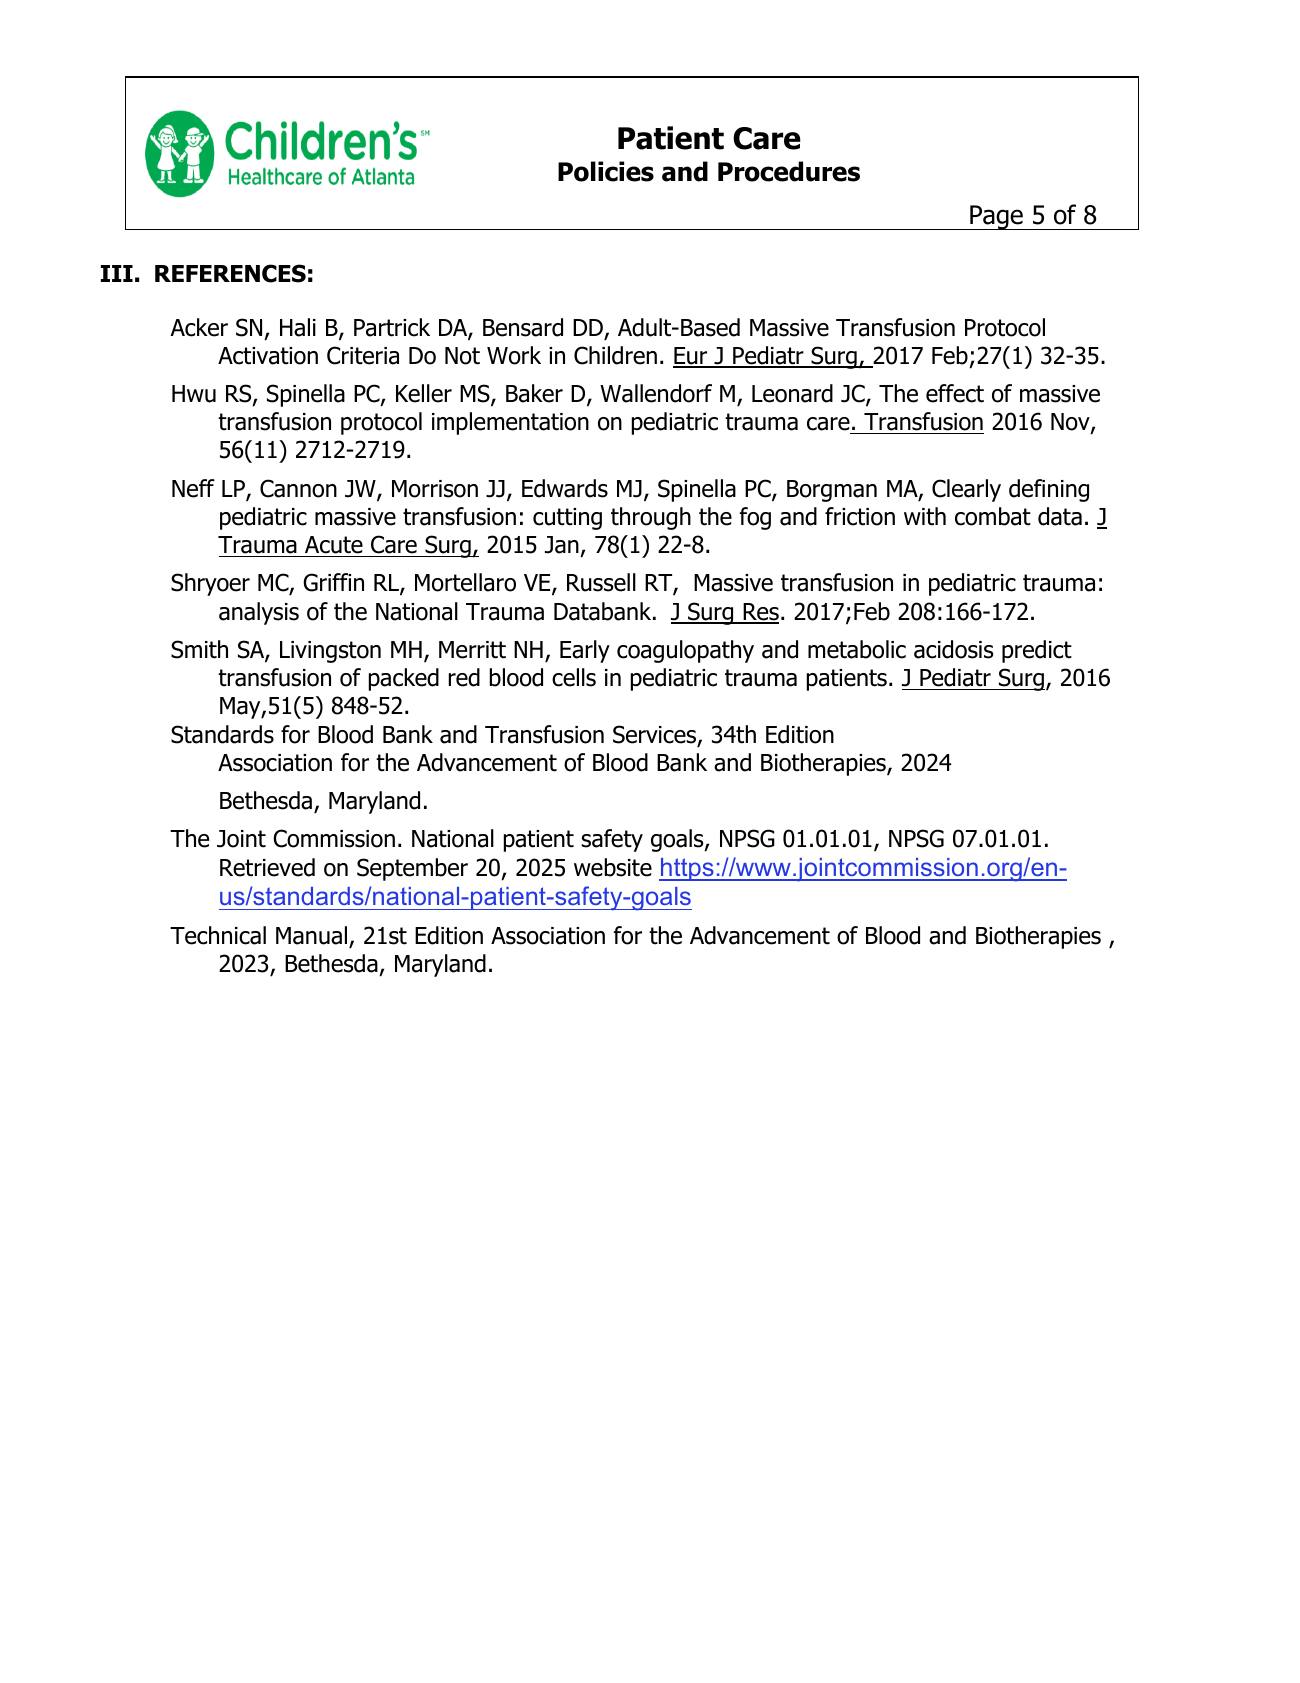 Children's℠
Healthcare of Atlanta
Patient Care
Policies and Procedures
Page 5 of 8
III. REFERENCES:
Acker SN, Hali B, Partrick DA, Bensard DD, Adult-Based Massive Transfusion Protocol
Activation Criteria Do Not Work in Children. Eur J Pediatr Surg, 2017 Feb;27(1) 32-35.
Hwu RS, Spinella PC, Keller MS, Baker D, Wallendorf M, Leonard JC, The effect of massive
transfusion protocol implementation on pediatric trauma care. Transfusion 2016 Nov,
56(11) 2712-2719.
Neff LP, Cannon JW, Morrison JJ, Edwards MJ, Spinella PC, Borgman MA, Clearly defining
pediatric massive transfusion: cutting through the fog and friction with combat data. J
Trauma Acute Care Surg, 2015 Jan, 78(1) 22-8.
Shryoer MC, Griffin RL, Mortellaro VE, Russell RT,  Massive transfusion in pediatric trauma:
analysis of the National Trauma Databank.  J Surg Res. 2017;Feb 208:166-172.
Smith SA, Livingston MH, Merritt NH, Early coagulopathy and metabolic acidosis predict
transfusion of packed red blood cells in pediatric trauma patients. J Pediatr Surg, 2016
May,51(5) 848-52.
Standards for Blood Bank and Transfusion Services, 34th Edition
Association for the Advancement of Blood Bank and Biotherapies, 2024
Bethesda, Maryland.
The Joint Commission. National patient safety goals, NPSG 01.01.01, NPSG 07.01.01.
Retrieved on September 20, 2025 website https://www.jointcommission.org/en-
us/standards/national-patient-safety-goals
Technical Manual, 21st Edition Association for the Advancement of Blood and Biotherapies ,
2023, Bethesda, Maryland.